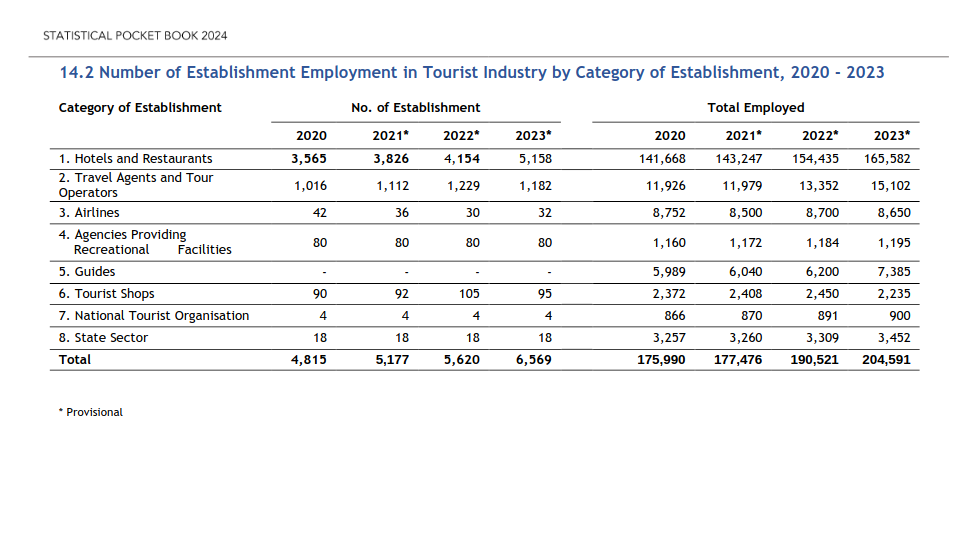 STATISTICAL POCKET BOOK 2024
14.2 Number of Establishment Employment in Tourist Industry by Category of Establishment, 2020 - 2023
Category of Establishment No. of Establishment Total Employed
2020 2021* 2022* 2023* 2020 2021* 2022* 2023*
1. Hotels and Restaurants 3,565 3,826 4,154 5,158 141,668 143,247 154,435 165,582
2. Travel Agents and Tour
Operators 1,016 1,112 1,229 1,182 11,926 11,979 13,352 15,102
3. Airlines 42 36 30 32 8,752 8,500 8,700 8,650
4. Agencies Providing
Recreational Facilities 80 80 80 80 1,160 1,172 1,184 1,195
5. Guides - - - - 5,989 6,040 6,200 7,385
6. Tourist Shops 90 92 105 95 2,372 2,408 2,450 2,235
7. National Tourist Organisation 4 4 4 4 866 870 891 900
8. State Sector 18 18 18 18 3,257 3,260 3,309 3,452
Total 4,815 5,177 5,620 6,569 175,990 177,476 190,521 204,591
* Provisional